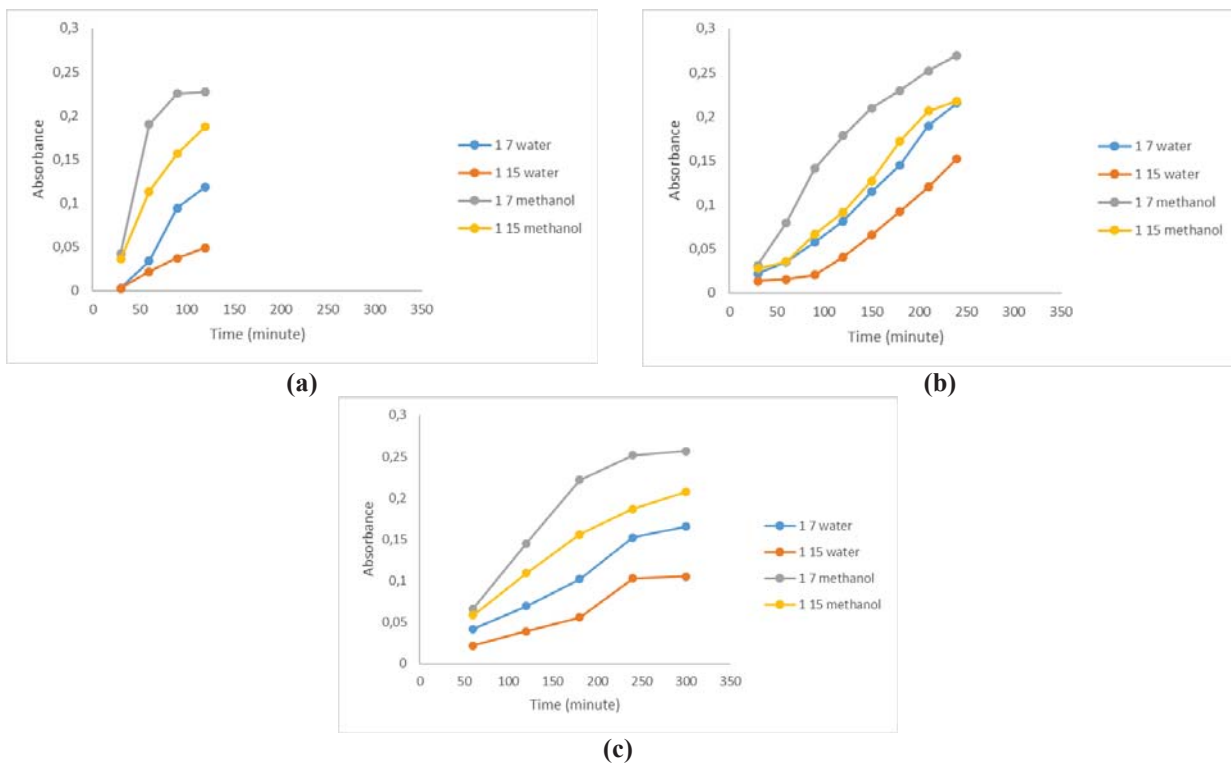 0,3
0,25
0,2
0,15
0,1
0,05
0
Absorbance
0 50 100 150 200 250 300 350
Time (minute)
1 7 water
1 15 water
1 7 methanol
1 15 methanol
(a)
0,3
0,25
0,2
0,15
0,1
0,05
0
Absorbance
0 50 100 150 200 250 300 350
Time (minute)
1 7 water
1 15 water
1 7 methanol
1 15 methanol
(b)
0,3
0,25
0,2
0,15
0,1
0,05
0
Absorbance
0 50 100 150 200 250 300 350
Time (minute)
1 7 water
1 15 water
1 7 methanol
1 15 methanol
(c)